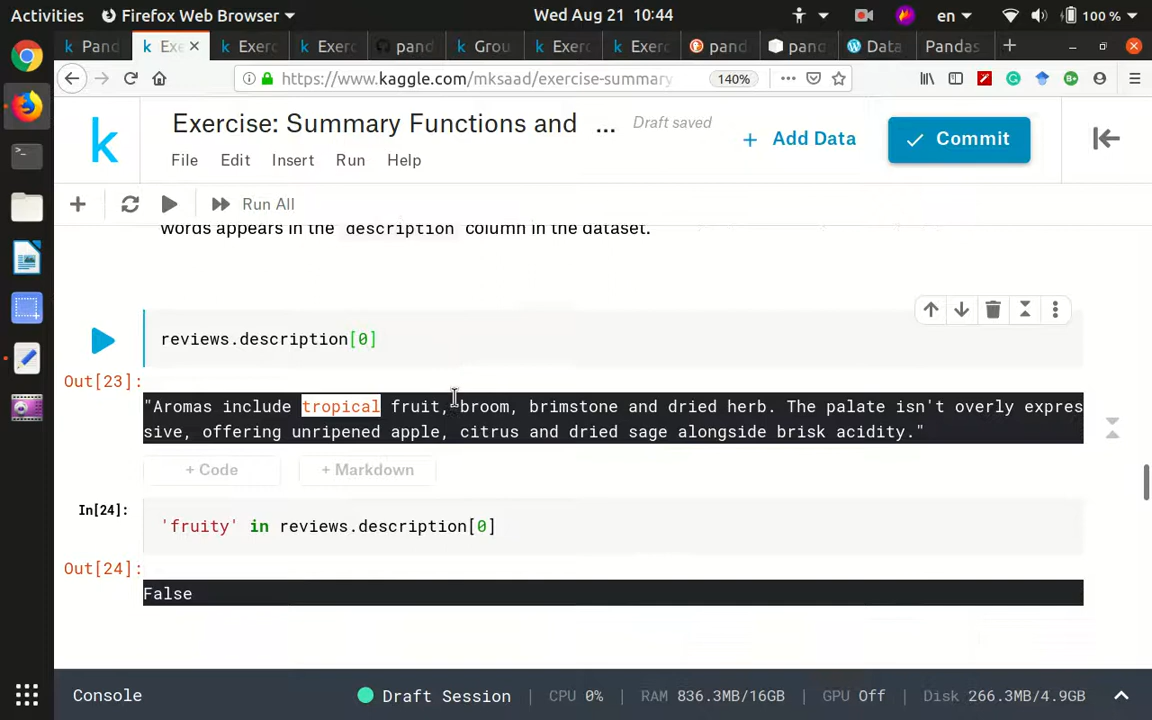 Activities Firefox Web Browser Wed Aug 21 10:44 en 100 %
Pand Exe Exerc Exerc pand Grou Exerc Exerc pand pand Data Pandas
https://www.kaggle.com/mksaad/exercise-summary 140%
k Exercise: Summary Functions and ... Draft saved + Add Data Commit
File Edit Insert Run Help
Run All
words appears in the description column in the dataset.
reviews.description[0]
Out[23]:
"Aromas include tropical fruit, broom, brimstone and dried herb. The palate isn't overly expres
sive, offering unripened apple, citrus and dried sage alongside brisk acidity."
+ Code + Markdown
In[24]:
'fruity' in reviews.description[0]
Out[24]:
False
Console Draft Session CPU 0% RAM 836.3MB/16GB GPU Off Disk 266.3MB/4.9GB